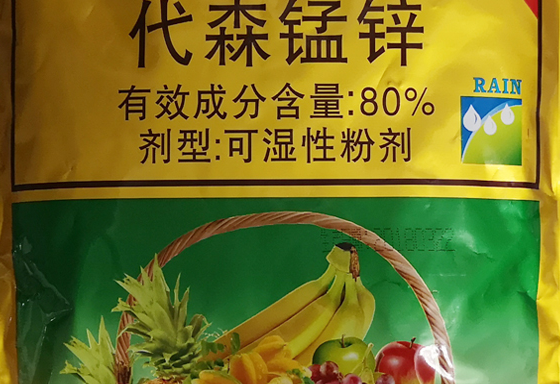 代森锰锌
有效成分含量:80%
RAIN
剂型:可湿性粉剂